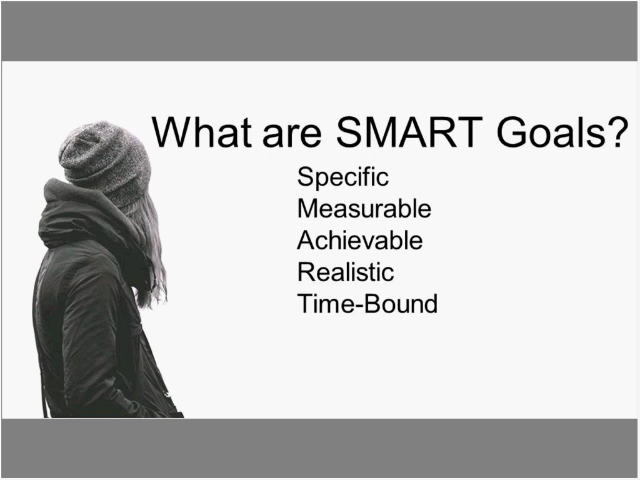 What are SMART Goals?
Specific
Measurable
Achievable
Realistic
Time-Bound